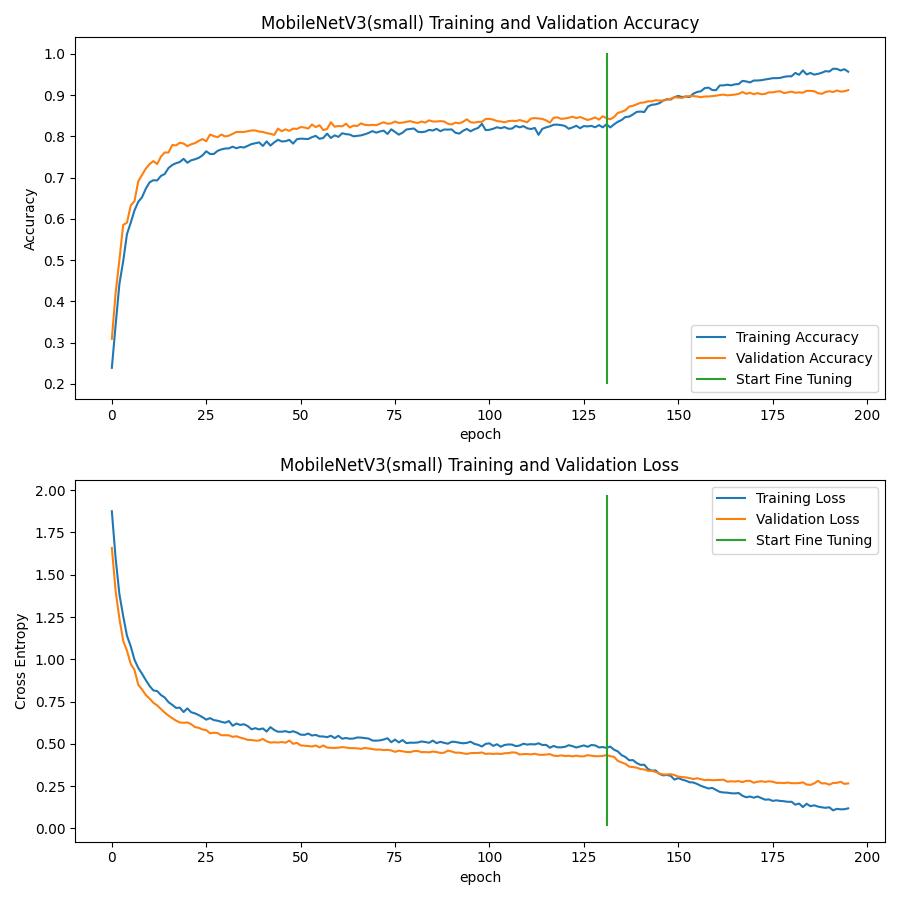 MobileNetV3(small) Training and Validation Accuracy
1.0
0.9
0.8
0.7
0.6
0.5
0.4
0.3
0.2
Accuracy
Training Accuracy
Validation Accuracy
Start Fine Tuning
0 25 50 75 100 125 150 175 200
epoch
MobileNetV3(small) Training and Validation Loss
2.00
1.75
1.50
1.25
1.00
0.75
0.50
0.25
0.00
Cross Entropy
Training Loss
Validation Loss
Start Fine Tuning
0 25 50 75 100 125 150 175 200
epoch